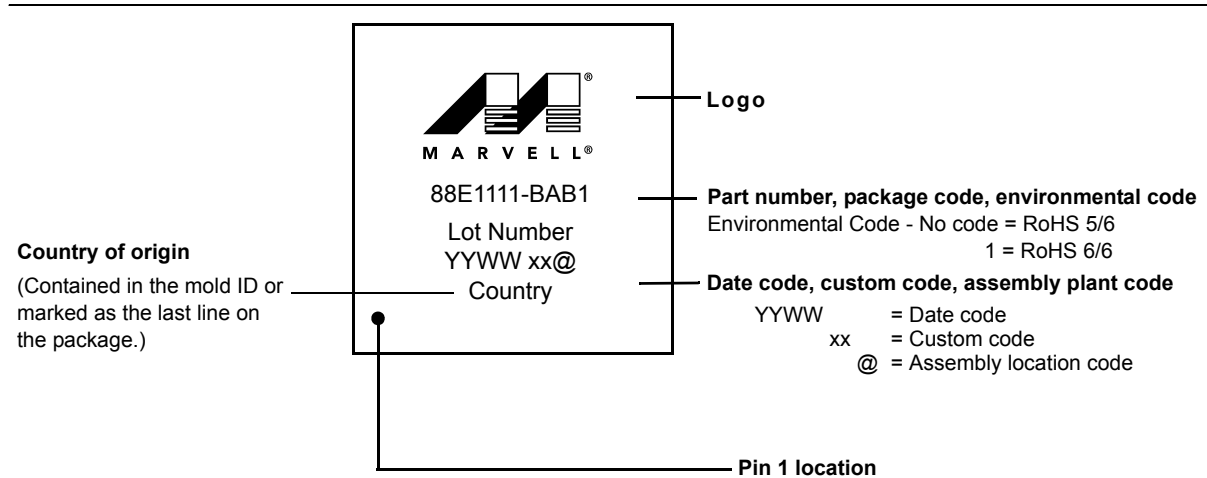 ®
MARVELL®
88E1111-BAB1
Lot Number
YYWW xx@
Country
Logo
Part number, package code, environmental code
Environmental Code - No code = RoHS 5/6
1 = RoHS 6/6
Date code, custom code, assembly plant code
YYWW = Date code
xx = Custom code
@ = Assembly location code
Country of origin
(Contained in the mold ID or
marked as the last line on
the package.)
Pin 1 location